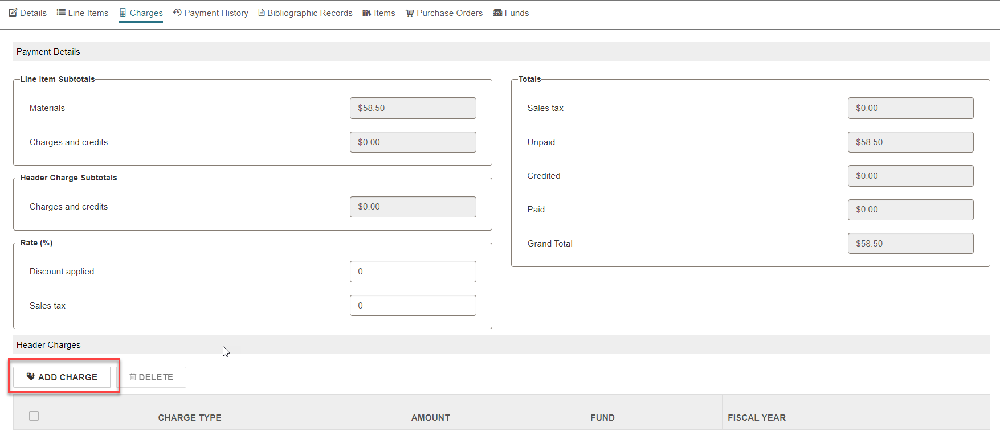 Details Line Items Charges Payment History Bibliographic Records Items Purchase Orders Funds
Payment Details
Line Item Subtotals
Materials $58.50
Charges and credits $0.00
Header Charge Subtotals
Charges and credits $0.00
Rate (%)
Discount applied 0
Sales tax 0
Totals
Sales tax $0.00
Unpaid $58.50
Credited $0.00
Paid $0.00
Grand Total $58.50
Header Charges
ADD CHARGE DELETE
CHARGE TYPE AMOUNT FUND FISCAL YEAR